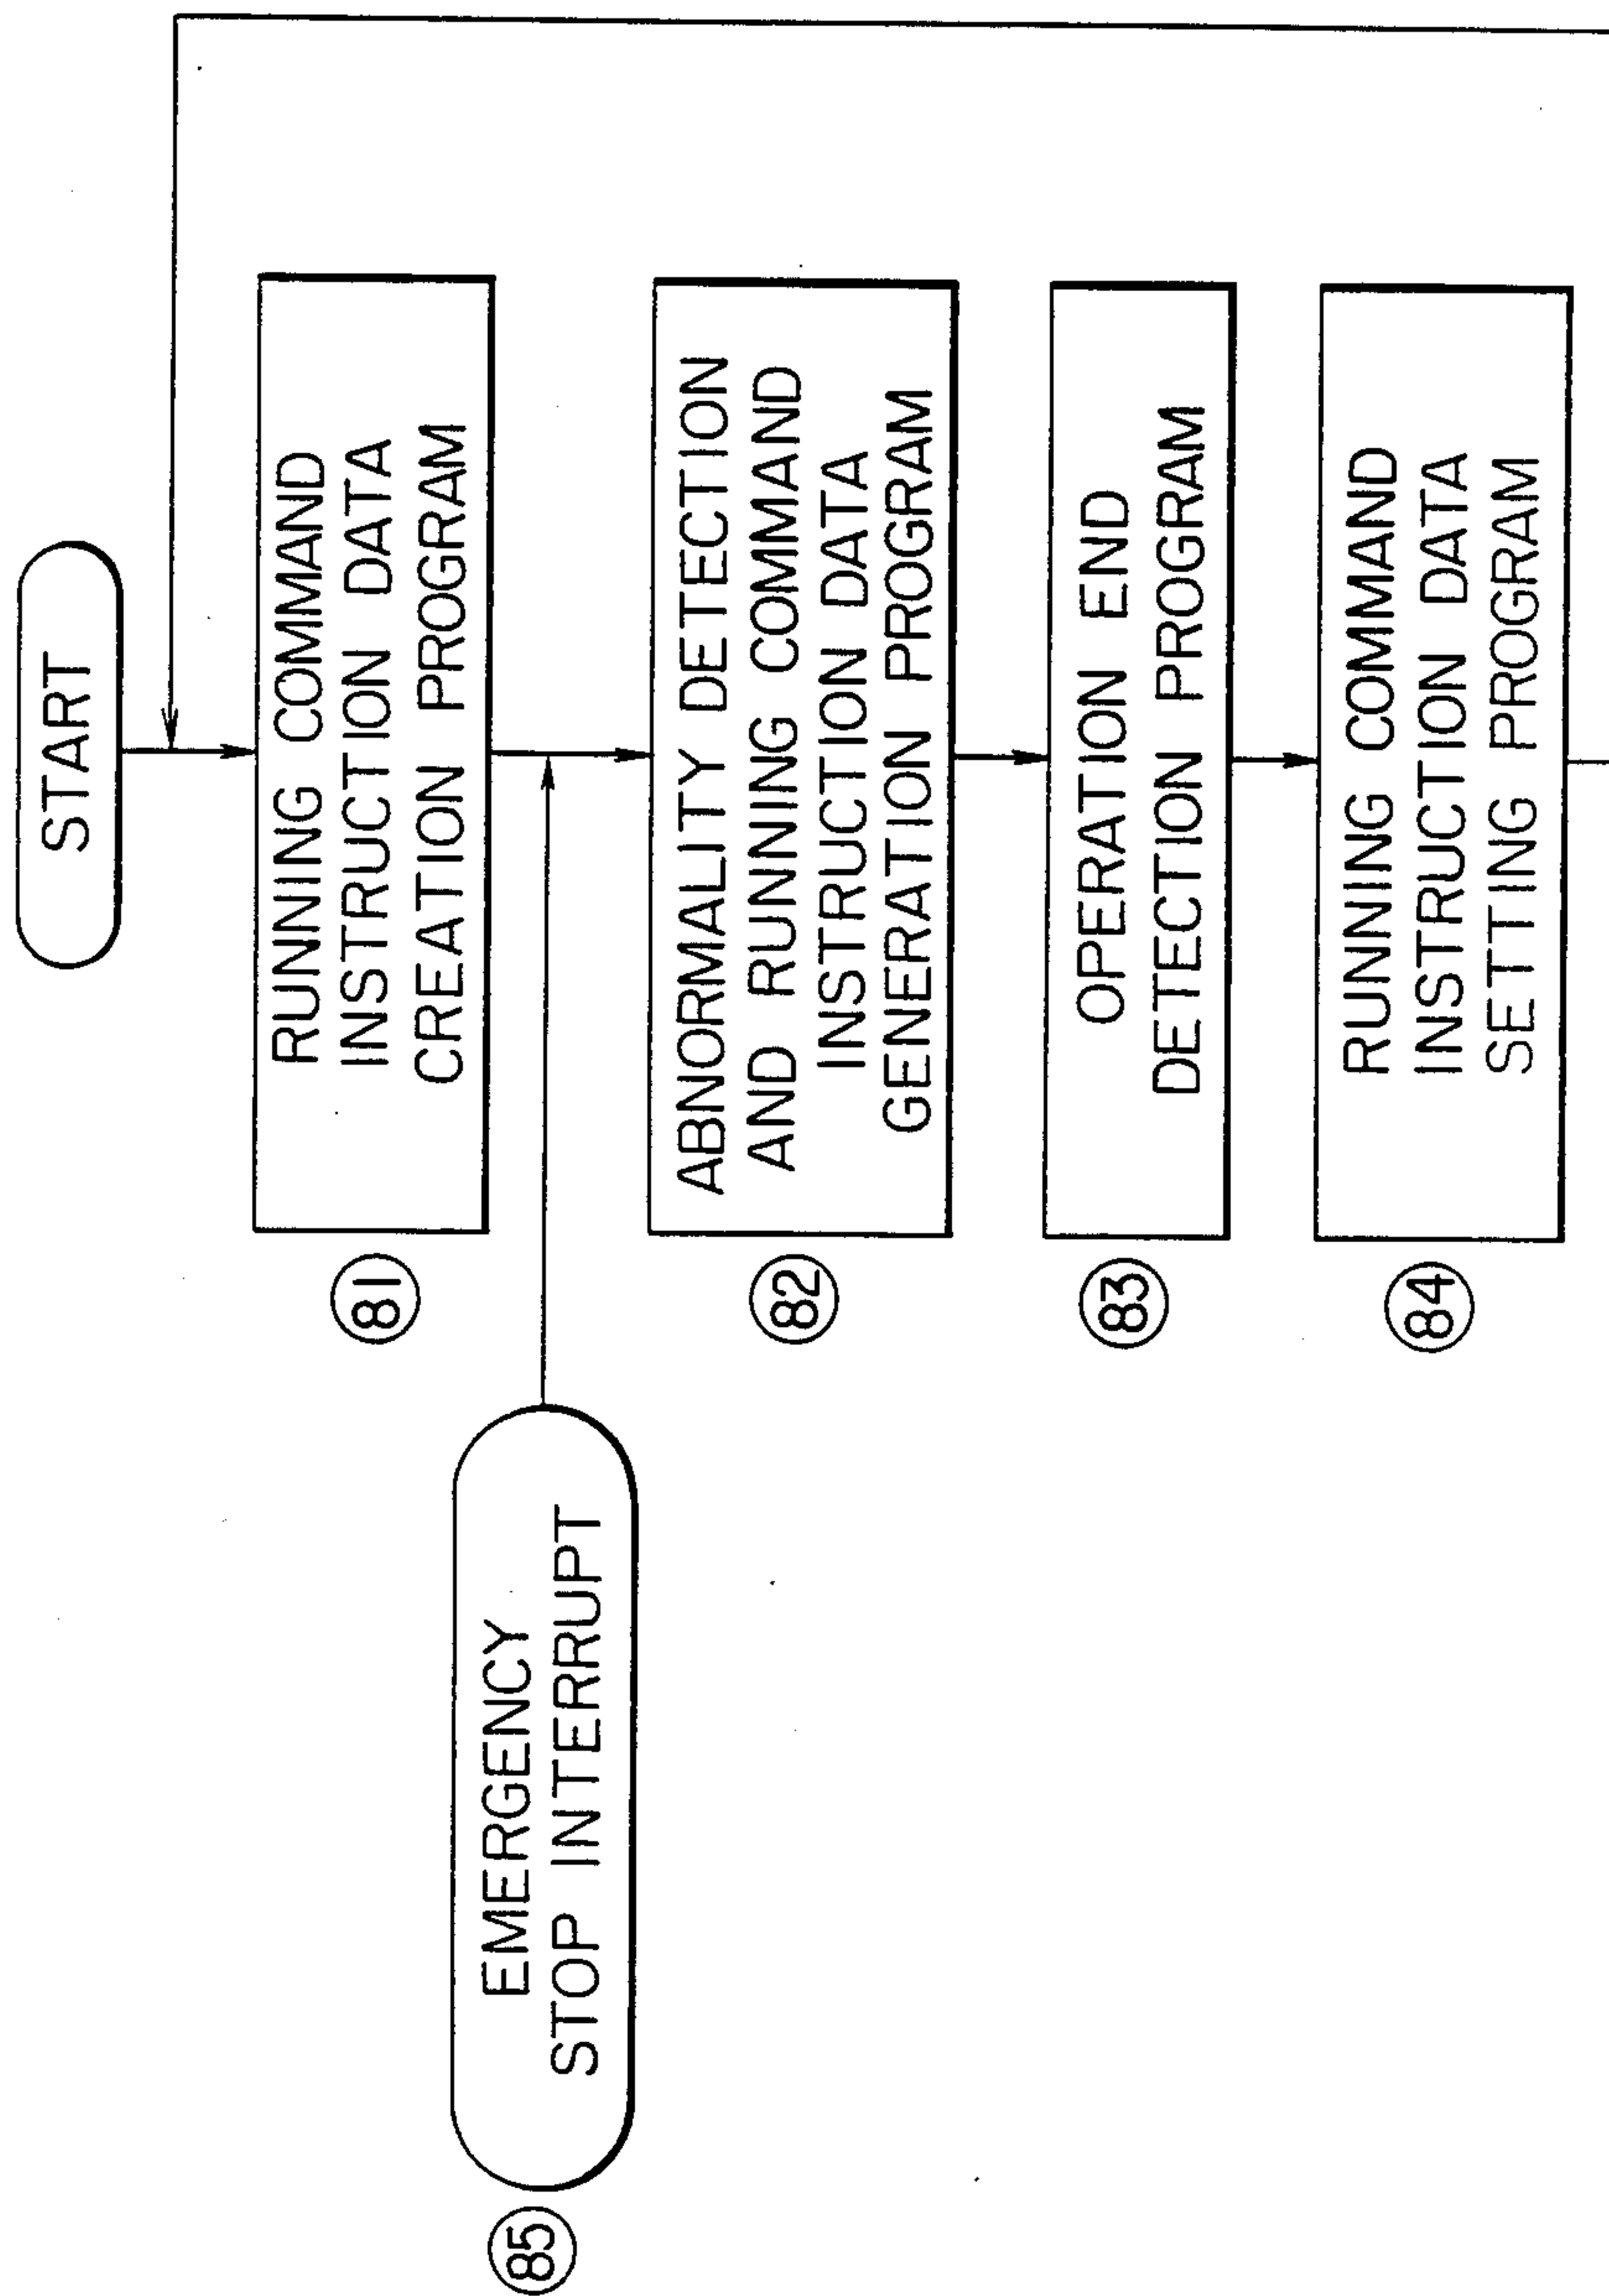 START
81
RUNNING COMMAND
INSTRUCTION DATA
CREATION PROGRAM
85
EMERGENCY
STOP INTERRUPT
82
ABNORMALITY DETECTION
AND RUNNING COMMAND
INSTRUCTION DATA
GENERATION PROGRAM
83
OPERATION END
DETECTION PROGRAM
84
RUNNING COMMAND
INSTRUCTION DATA
SETTING PROGRAM